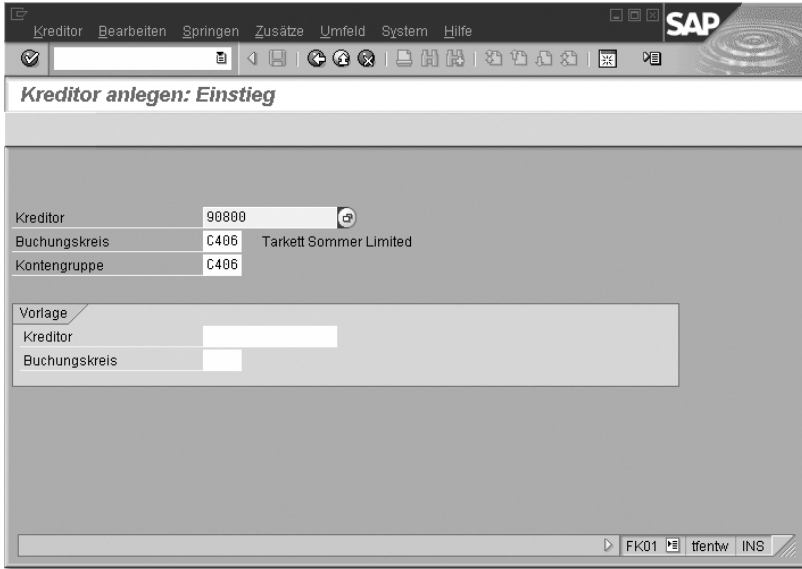 Kreditor Bearbeiten Springen Zusätze Umfeld System Hilfe
SAP
Kreditor anlegen: Einstieg
Kreditor 90800
Buchungskreis C406 Tarkett Sommer Limited
Kontengruppe C406
Vorlage
Kreditor
Buchungskreis
FK01 tfentw INS